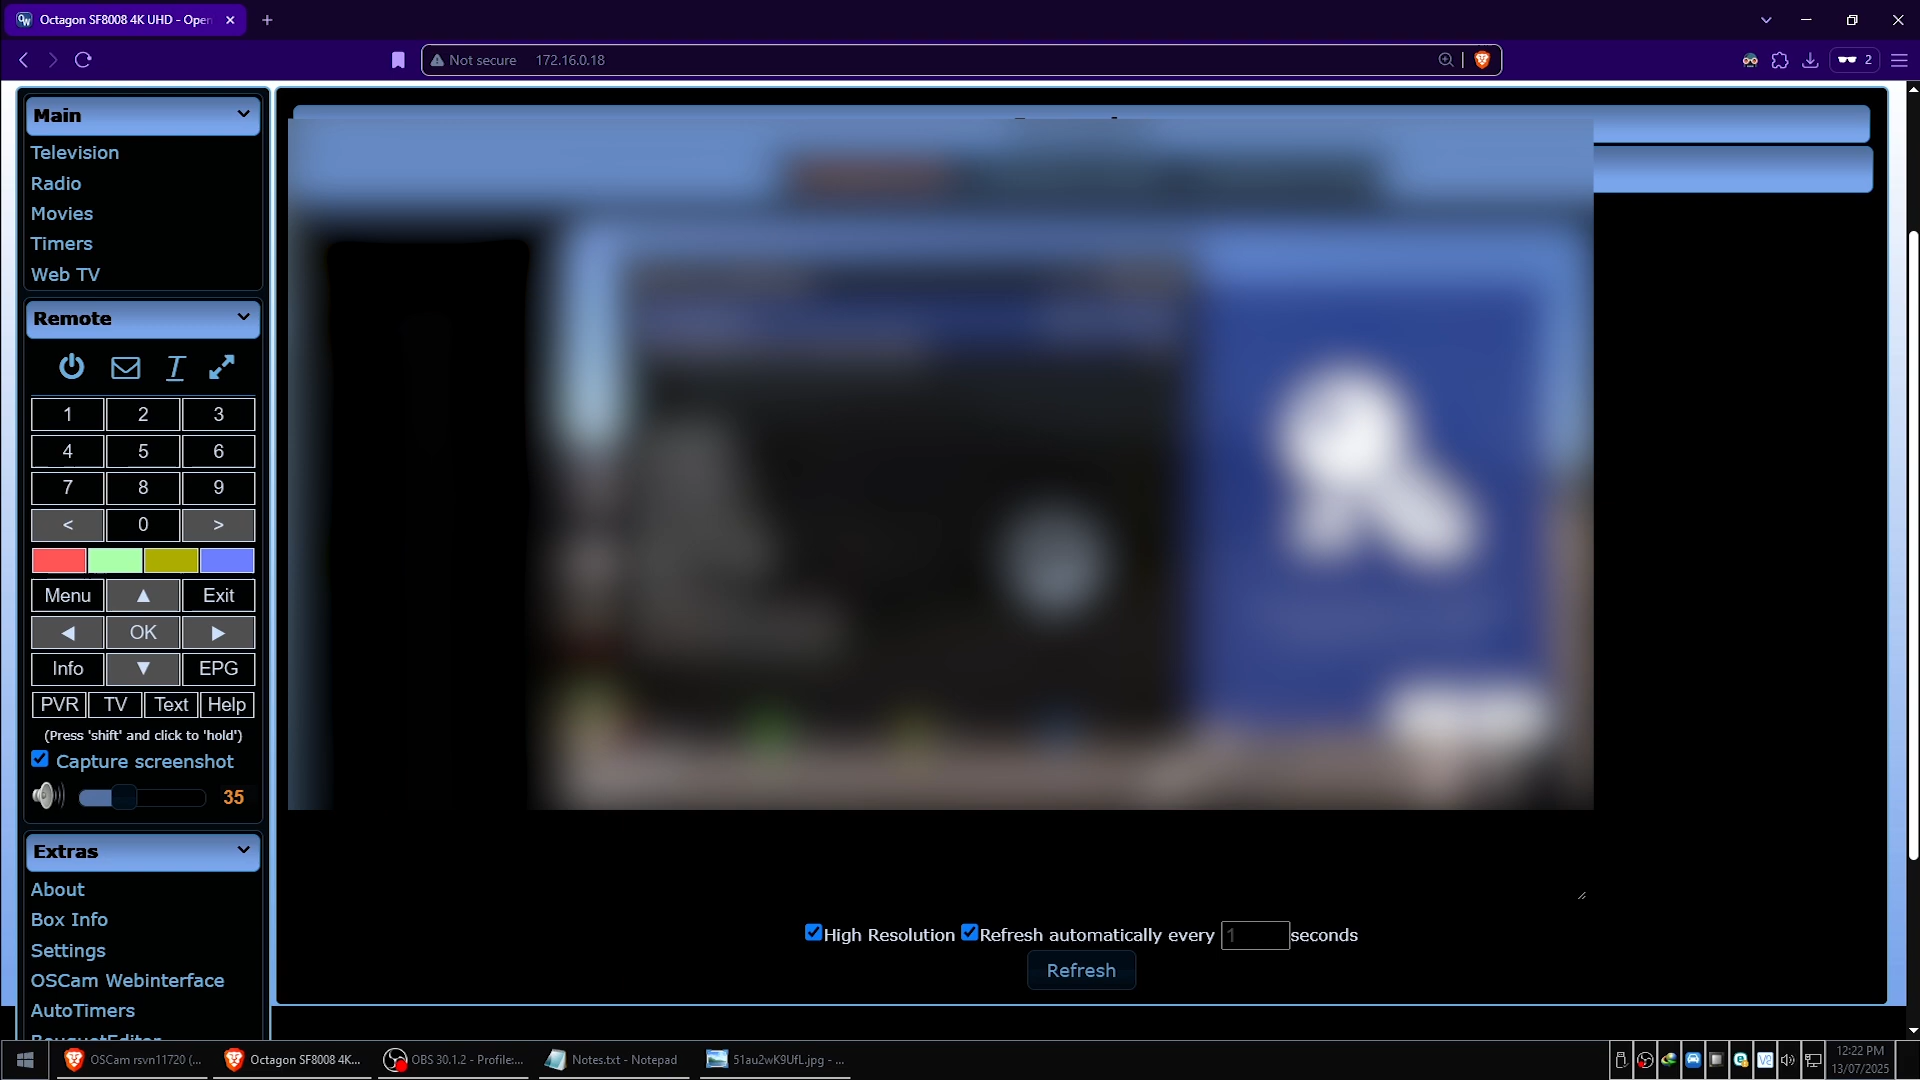 Octagon SF8008 4K UHD - Open
Not secure 172.16.0.18
2
Main
Television
Radio
Movies
Timers
Web TV
Remote
1 2 3
4 5 6
7 8 9
< 0 >
Menu ▲ Exit
◀ OK ▶
Info ▼ EPG
PVR TV Text Help
(Press 'shift' and click to 'hold')
Capture screenshot
35
Extras
About
Box Info
Settings
OSCam Webinterface
AutoTimers
BouquetEditor
High Resolution Refresh automatically every 1 seconds
Refresh
OSCam rsvn11720 (...
Octagon SF8008 4K...
OBS 30.1.2 - Profile:...
Notes.txt - Notepad
51au2wK9UfL.jpg - ...
12:22 PM
13/07/2025